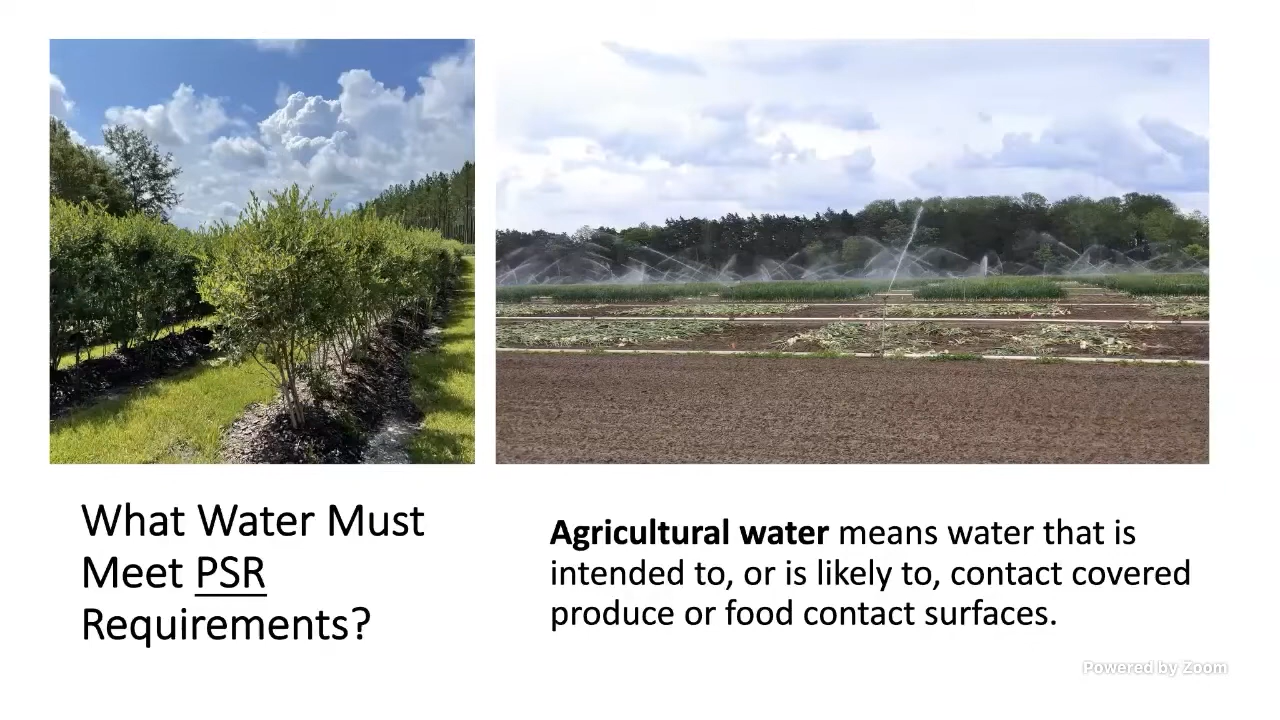 What Water Must
Meet PSR
Requirements?
Agricultural water means water that is
intended to, or is likely to, contact covered
produce or food contact surfaces.
Powered by Zoom